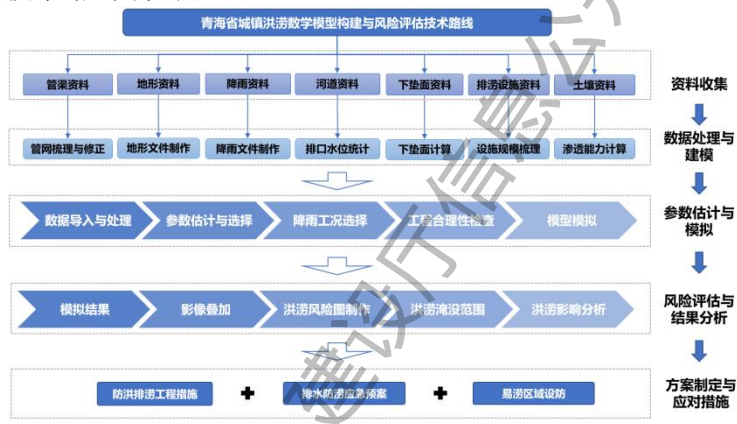 青海省城镇洪涝数学模型构建与风险评估技术路线
管渠资料 地形资料 降雨资料 河道资料 下垫面资料 排涝设施资料 土壤资料
资料收集
管网梳理与修正 地形文件制作 降雨文件制作 排口水位统计 下垫面计算 设施规模梳理 渗透能力计算
数据处理与
建模
数据导入与处理 参数估计与选择 降雨工况选择 工程合理性检查 模型模拟
参数估计与
模拟
模拟结果 影像叠加 洪涝风险图制作 洪涝淹没范围 洪涝影响分析
风险评估与
结果分析
防洪排涝工程措施 + 排水防涝应急预案 + 易涝区域设防
方案制定与
应对措施
建设厅信息公